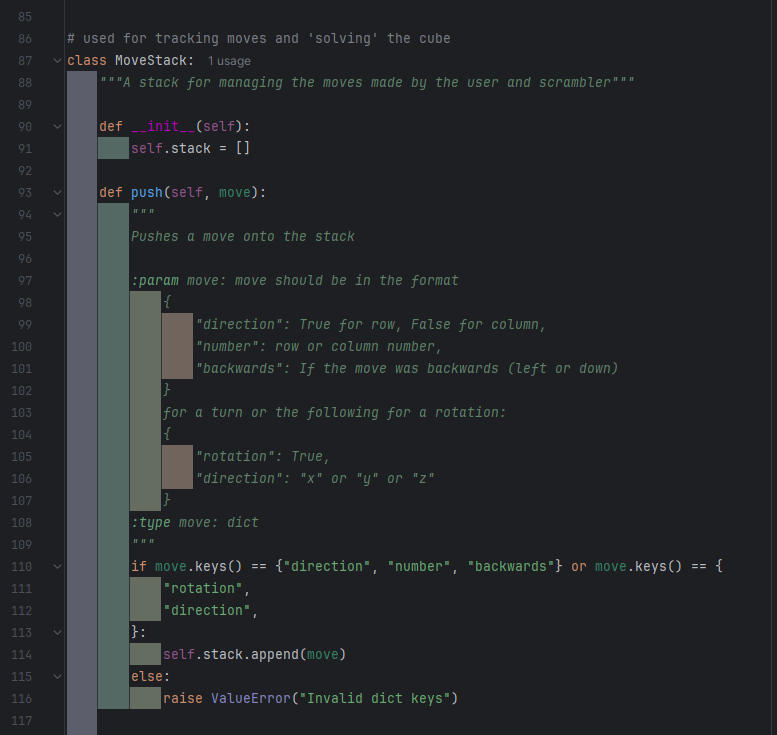 85
86 # used for tracking moves and 'solving' the cube
87 class MoveStack: 1 usage
88 """A stack for managing the moves made by the user and scrambler"""
89
90 def __init__(self):
91 self.stack = []
92
93 def push(self, move):
94 """
95 Pushes a move onto the stack
96
97 :param move: move should be in the format
98 {
99 "direction": True for row, False for column,
100 "number": row or column number,
101 "backwards": If the move was backwards (left or down)
102 }
103 for a turn or the following for a rotation:
104 {
105 "rotation": True,
106 "direction": "x" or "y" or "z"
107 }
108 :type move: dict
109 """
110 if move.keys() == {"direction", "number", "backwards"} or move.keys() == {
111 "rotation",
112 "direction",
113 }:
114 self.stack.append(move)
115 else:
116 raise ValueError("Invalid dict keys")
117